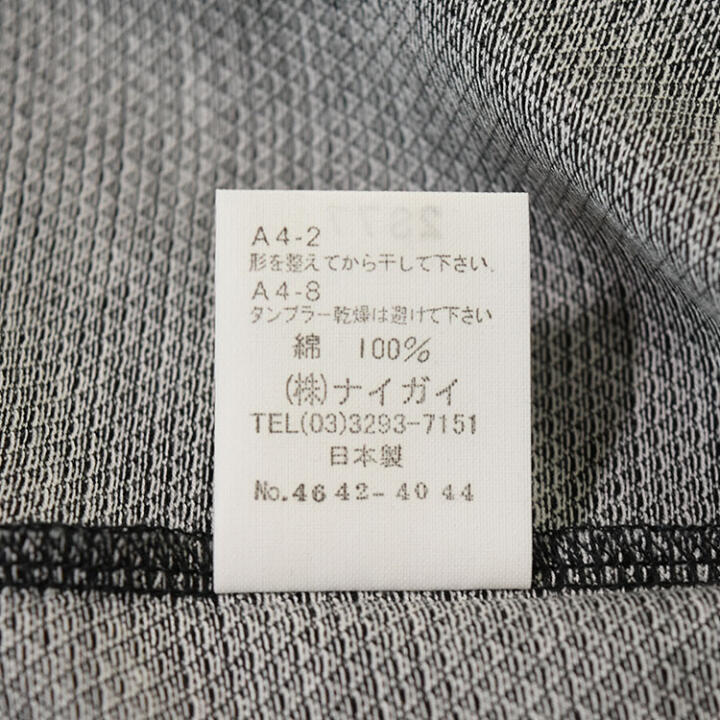 A4-2
形を整えてから干して下さい。
A4-8
タンブラー乾燥は避けて下さい
綿 100%
(株)ナイガイ
TEL(03)3293-7151
日本製
No.46 42-40 44